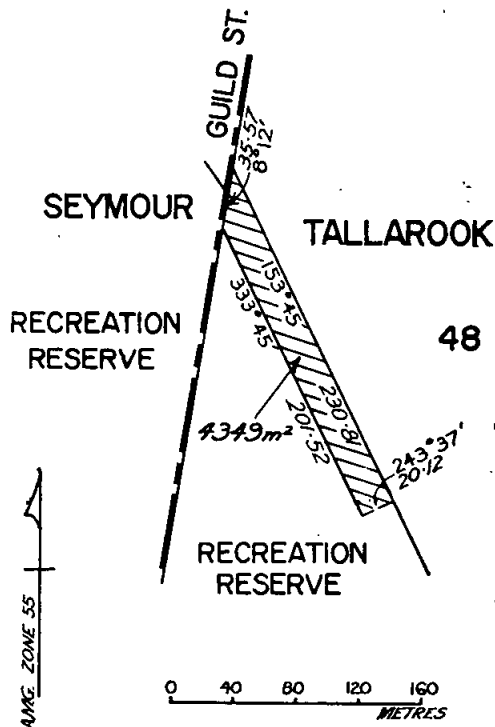 GUILD ST.
35·57
8°12'
SEYMOUR
TALLAROOK
153°45'
333°45'
RECREATION
RESERVE
48
4349m²
230·81
201·52
243°37'
20·12
RECREATION
RESERVE
AMG. ZONE 55
0 40 80 120 160
METRES